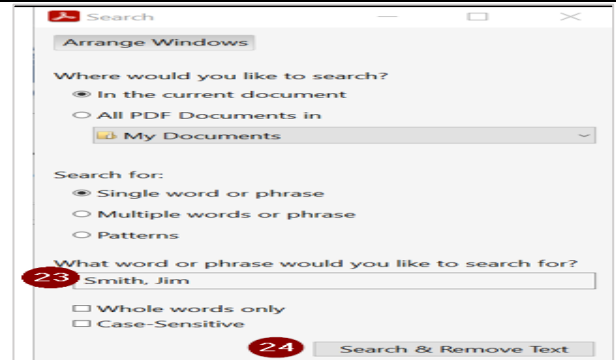 Search
Arrange Windows
Where would you like to search?
In the current document
All PDF Documents in
My Documents
Search for:
Single word or phrase
Multiple words or phrase
Patterns
What word or phrase would you like to search for?
23 Smith, Jim
Whole words only
Case-Sensitive
24 Search & Remove Text